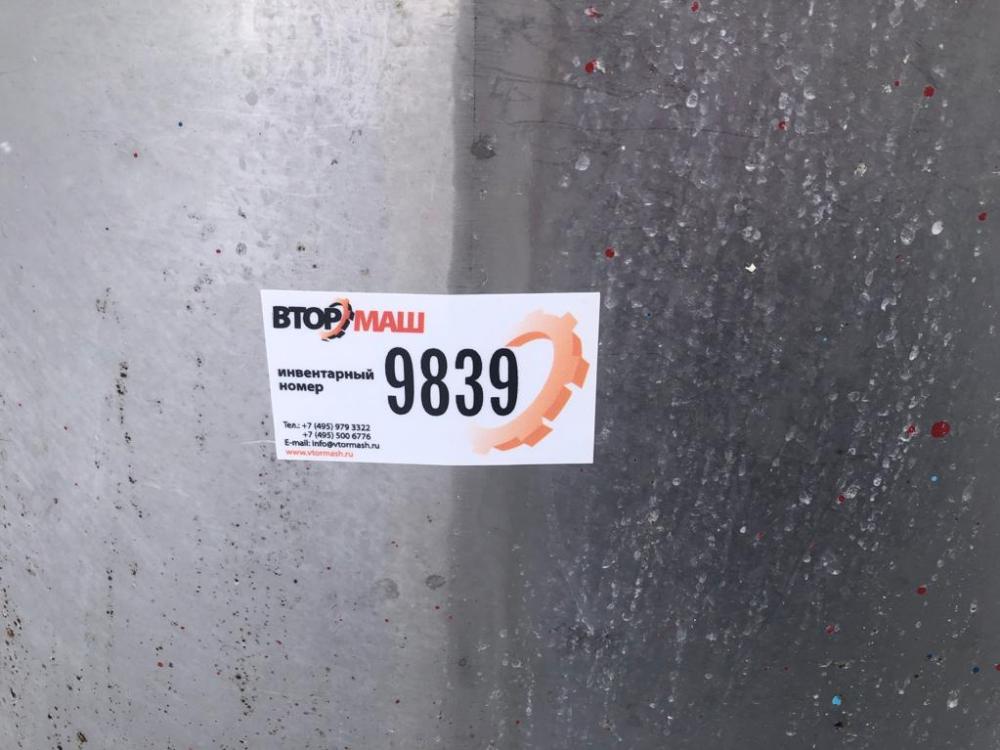 ВТОРМАШ
инвентарный
номер
9839
Тел.: +7 (495) 979 3322
+7 (495) 500 6776
E-mail: info@vtormash.ru
www.vtormash.ru